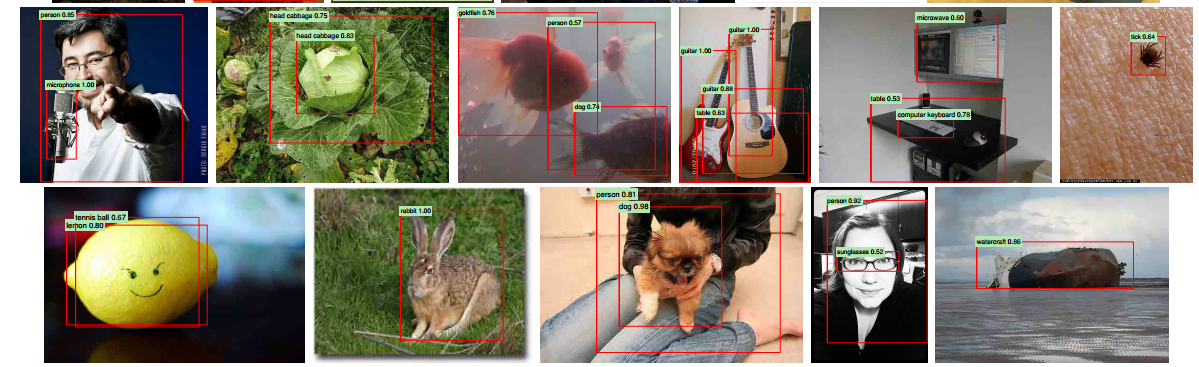 person 0.85
microphone 1.00
PHOTO: SERGIO FRIAS
head cabbage 0.75
head cabbage 0.83
goldfish 0.76
person 0.57
dog 0.74
guitar 1.00
guitar 1.00
guitar 0.88
table 0.63
microwave 0.60
table 0.53
computer keyboard 0.78
tick 0.64
tennis ball 0.67
lemon 0.80
rabbit 1.00
person 0.81
dog 0.98
person 0.92
sunglasses 0.52
watercraft 0.86